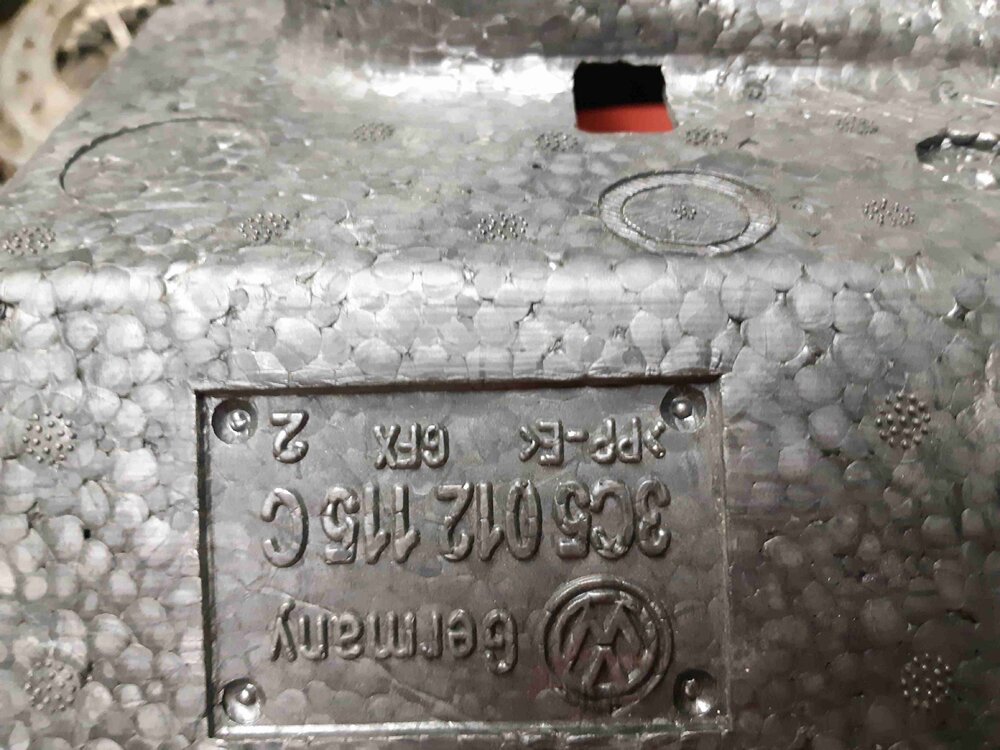 VW Germany
3C5 012 115 C
>PP-E< GFX 2